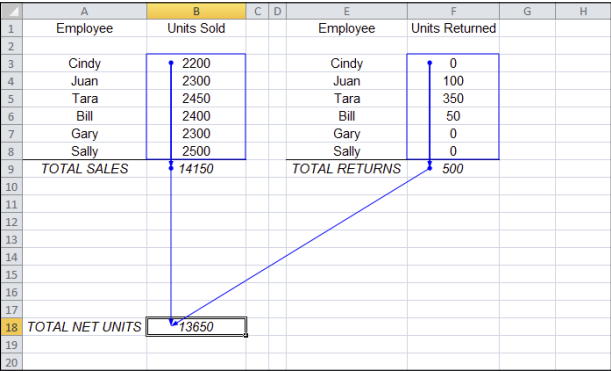 A B C D E F G H
1 Employee Units Sold Employee Units Returned
2
3 Cindy 2200 Cindy 0
4 Juan 2300 Juan 100
5 Tara 2450 Tara 350
6 Bill 2400 Bill 50
7 Gary 2300 Gary 0
8 Sally 2500 Sally 0
9 TOTAL SALES 14150 TOTAL RETURNS 500
10
11
12
13
14
15
16
17
18 TOTAL NET UNITS 13650
19
20